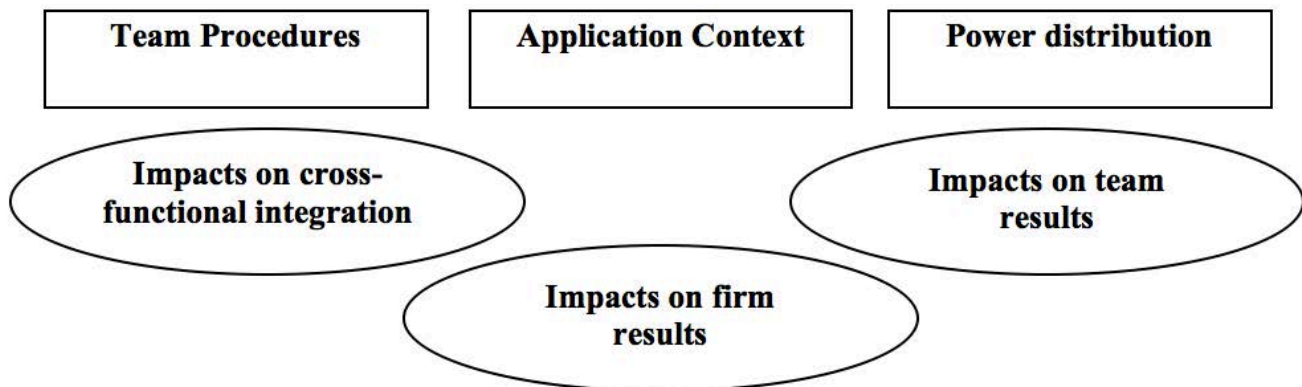 Team Procedures
Application Context
Power distribution
Impacts on cross-
functional integration
Impacts on team
results
Impacts on firm
results